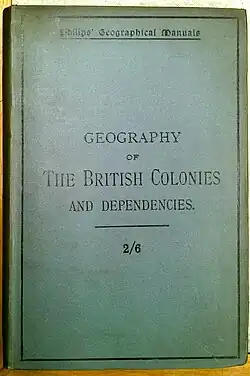 Philips' Geographical Manuals
GEOGRAPHY
OF
THE BRITISH COLONIES
AND DEPENDENCIES.
2/6